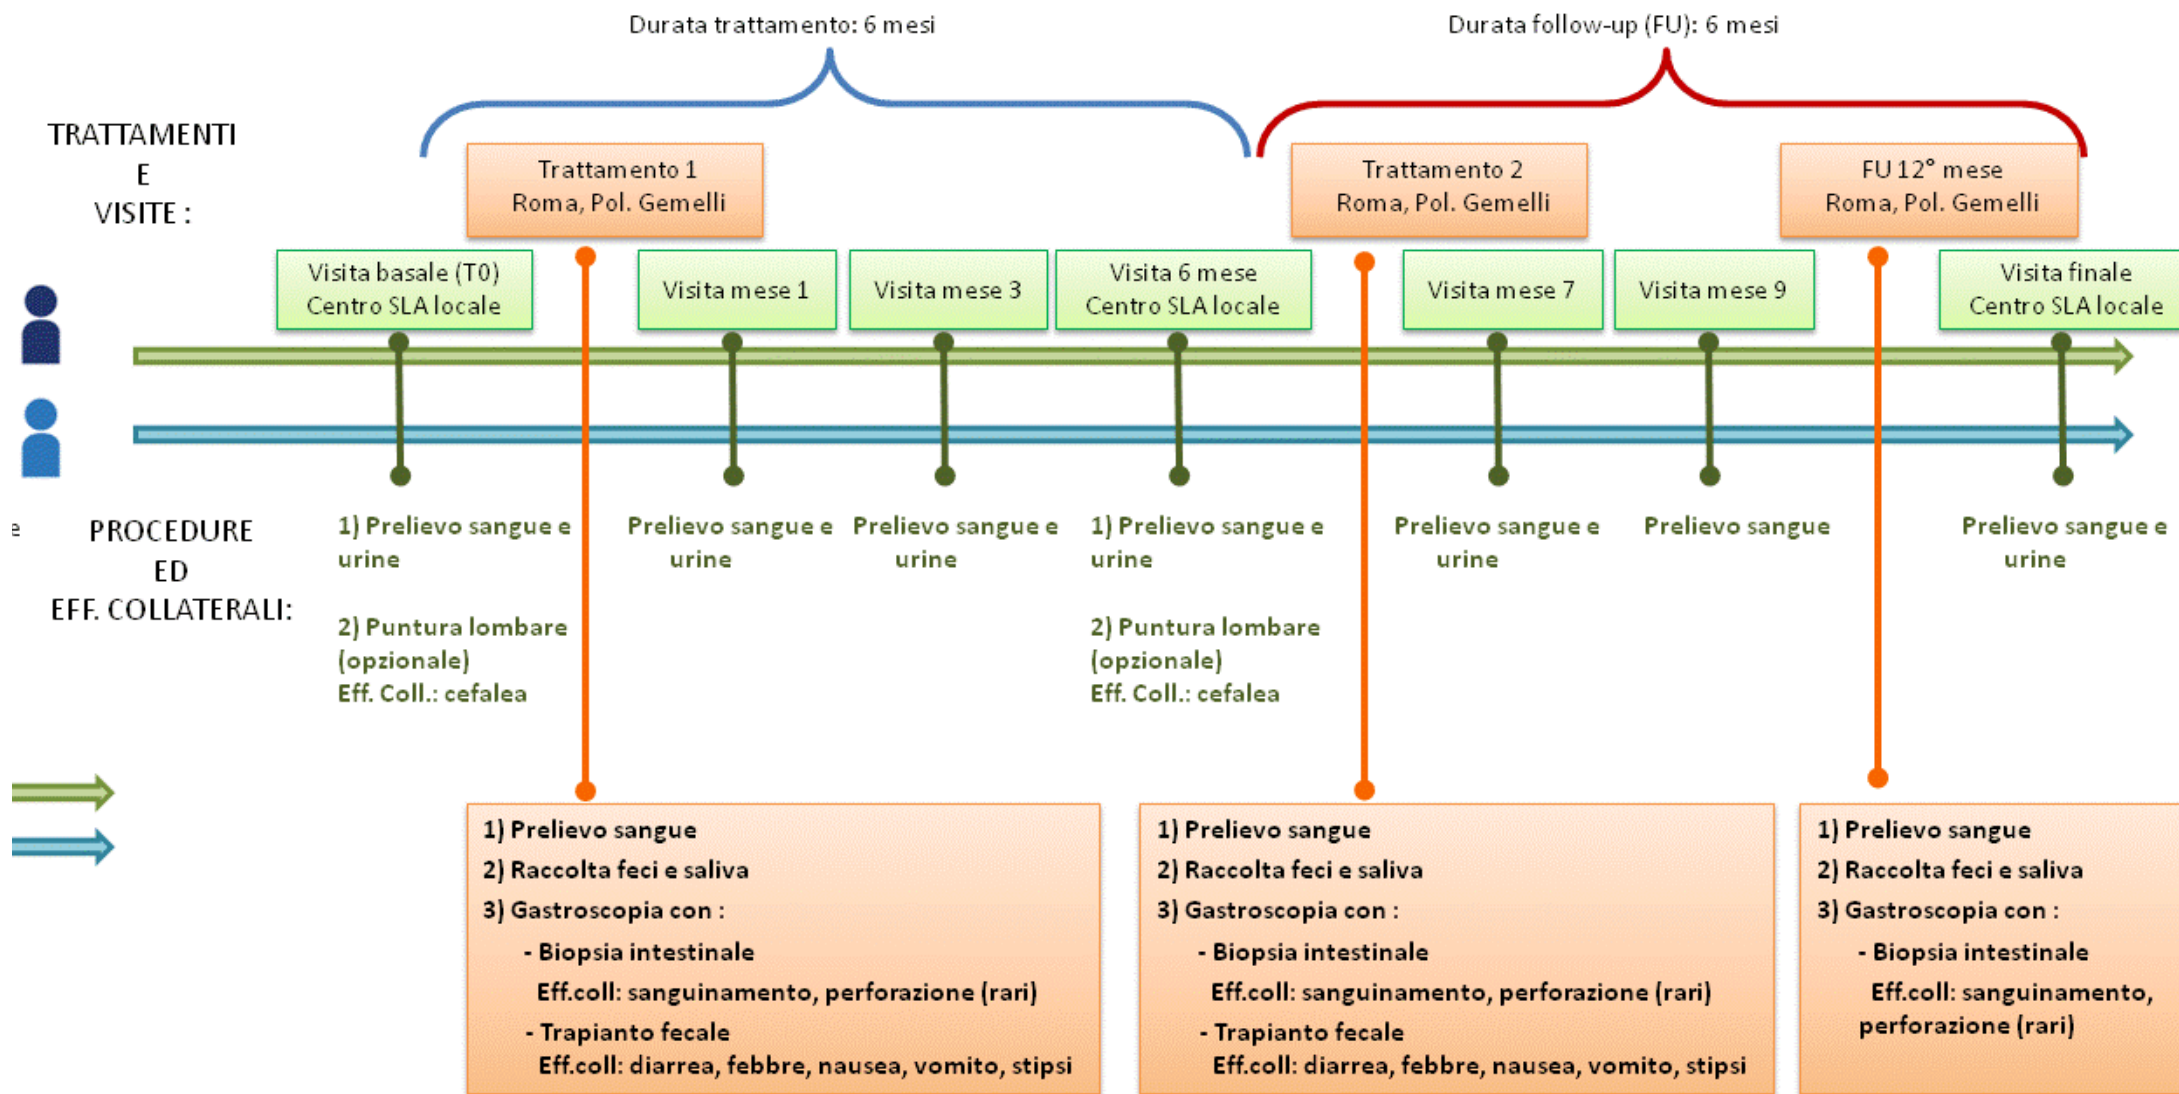 Durata trattamento: 6 mesi
Durata follow-up (FU): 6 mesi
TRATTAMENTI
E
VISITE :
Trattamento 1
Roma, Pol. Gemelli
Trattamento 2
Roma, Pol. Gemelli
FU 12° mese
Roma, Pol. Gemelli
Visita basale (T0)
Centro SLA locale
Visita mese 1
Visita mese 3
Visita 6 mese
Centro SLA locale
Visita mese 7
Visita mese 9
Visita finale
Centro SLA locale
e
PROCEDURE
ED
EFF. COLLATERALI:
1) Prelievo sangue e
urine
2) Puntura lombare
(opzionale)
Eff. Coll.: cefalea
Prelievo sangue e
urine
Prelievo sangue e
urine
1) Prelievo sangue e
urine
2) Puntura lombare
(opzionale)
Eff. Coll.: cefalea
Prelievo sangue e
urine
Prelievo sangue
Prelievo sangue e
urine
1) Prelievo sangue
2) Raccolta feci e saliva
3) Gastroscopia con :
- Biopsia intestinale
Eff.coll: sanguinamento, perforazione (rari)
- Trapianto fecale
Eff.coll: diarrea, febbre, nausea, vomito, stipsi
1) Prelievo sangue
2) Raccolta feci e saliva
3) Gastroscopia con :
- Biopsia intestinale
Eff.coll: sanguinamento, perforazione (rari)
- Trapianto fecale
Eff.coll: diarrea, febbre, nausea, vomito, stipsi
1) Prelievo sangue
2) Raccolta feci e saliva
3) Gastroscopia con :
- Biopsia intestinale
Eff.coll: sanguinamento,
perforazione (rari)